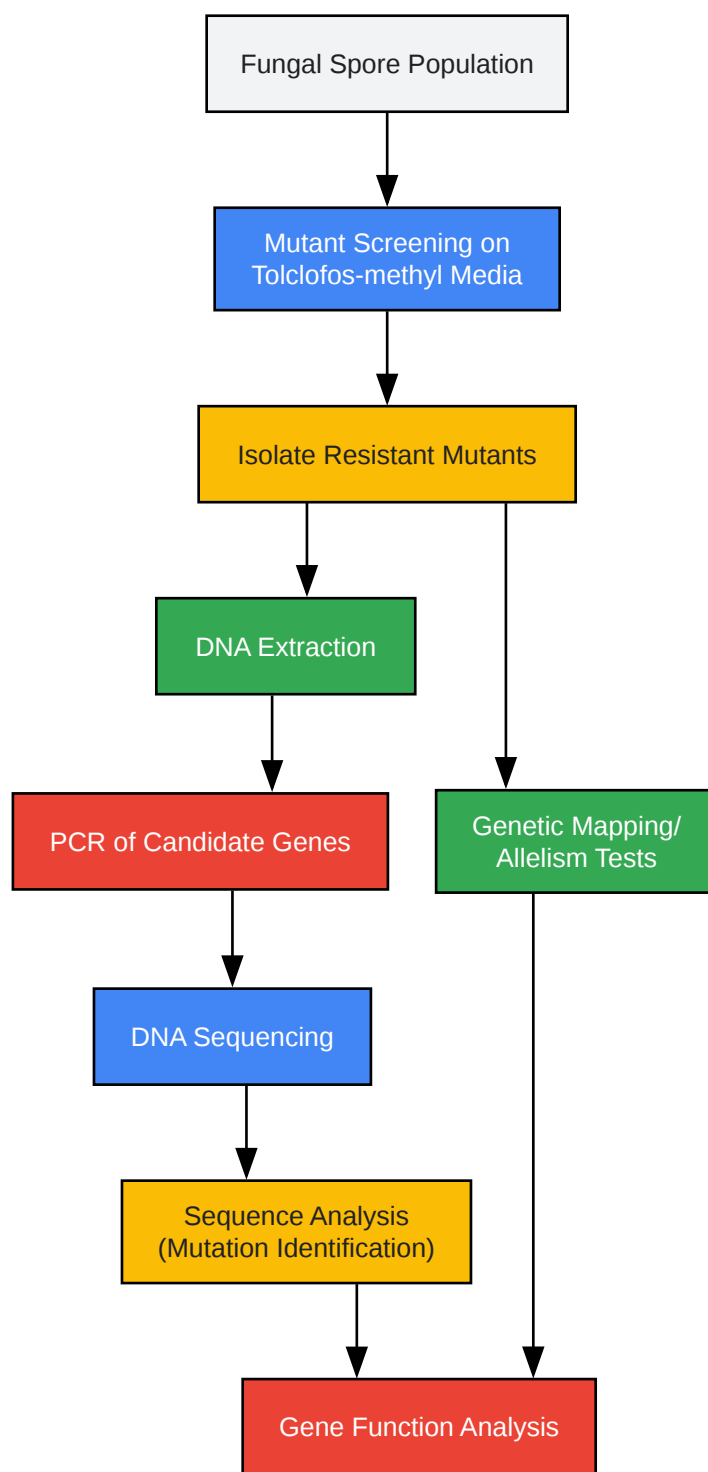 Fungal Spore Population
Mutant Screening on
Tolclofos-methyl Media
Isolate Resistant Mutants
DNA Extraction
PCR of Candidate Genes
Genetic Mapping/
Allelism Tests
DNA Sequencing
Sequence Analysis
(Mutation Identification)
Gene Function Analysis